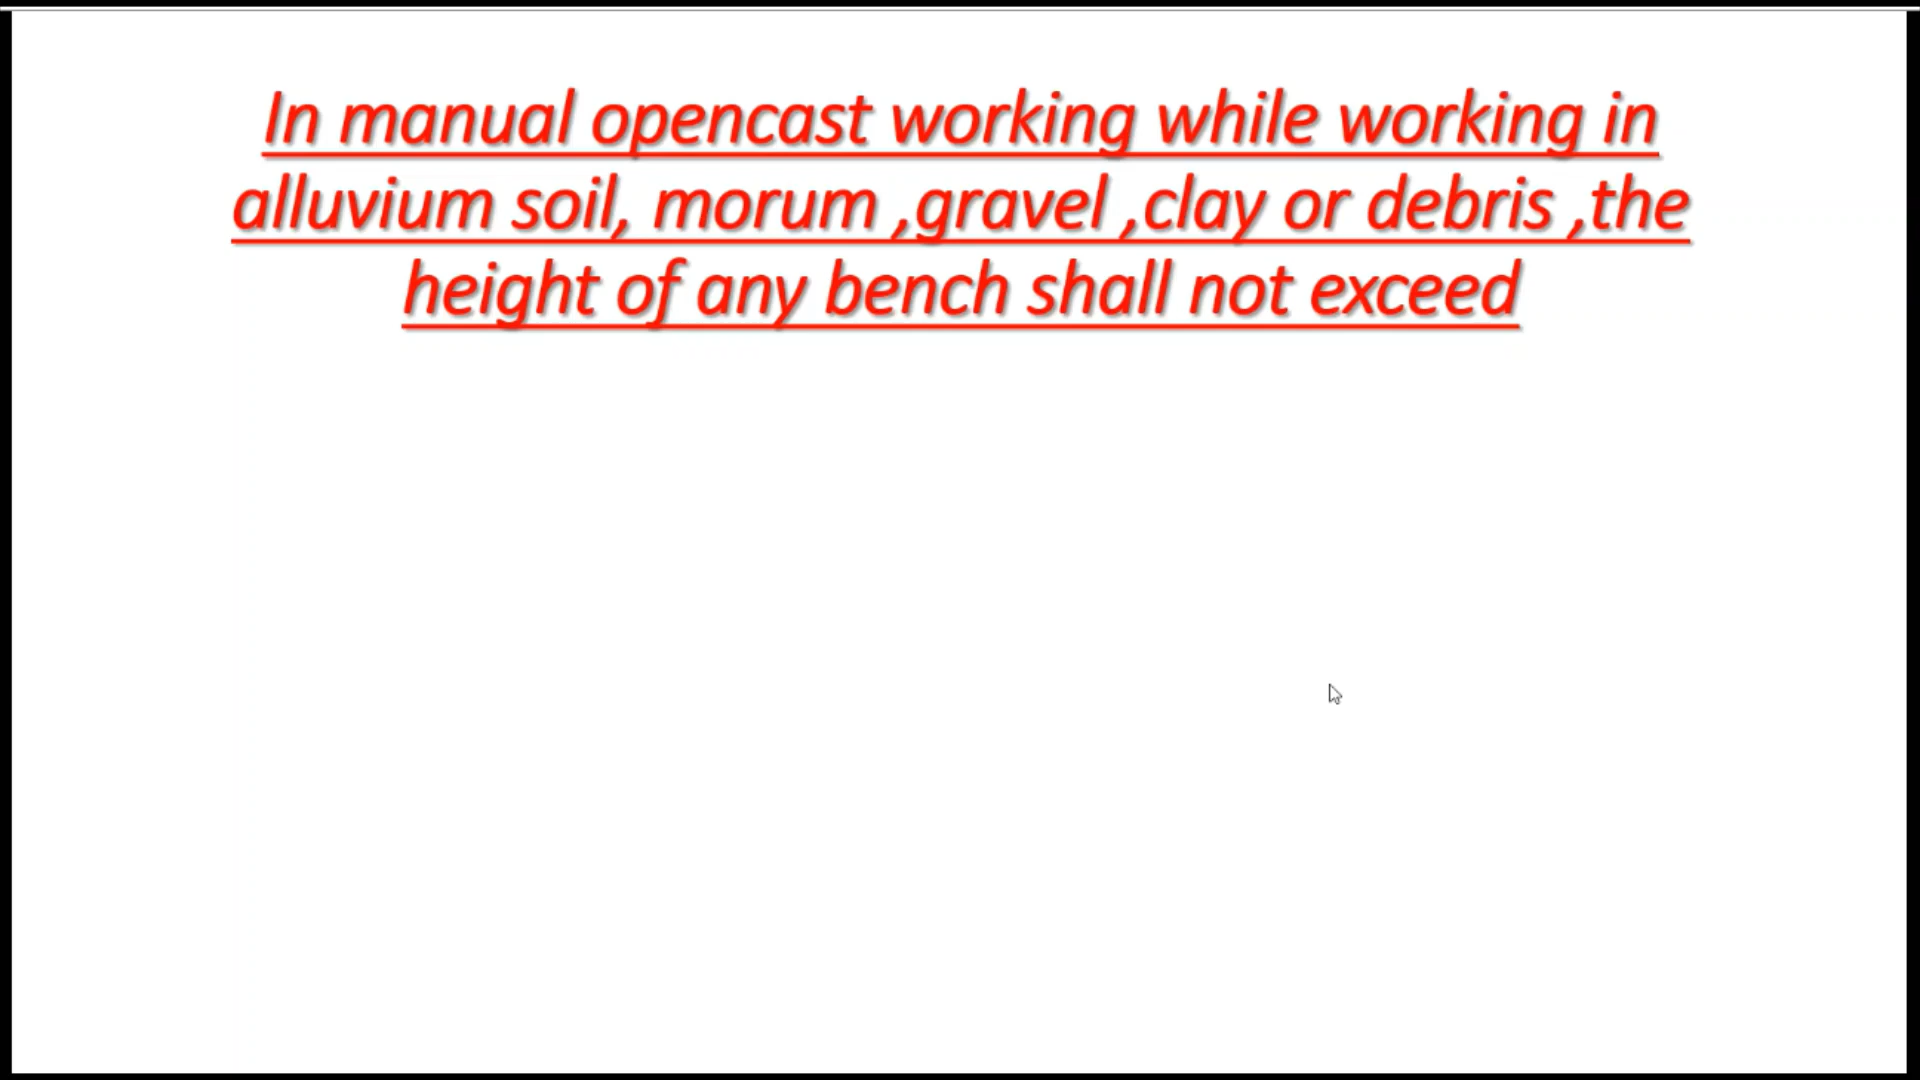 In manual opencast working while working in
alluvium soil, morum ,gravel ,clay or debris ,the
height of any bench shall not exceed